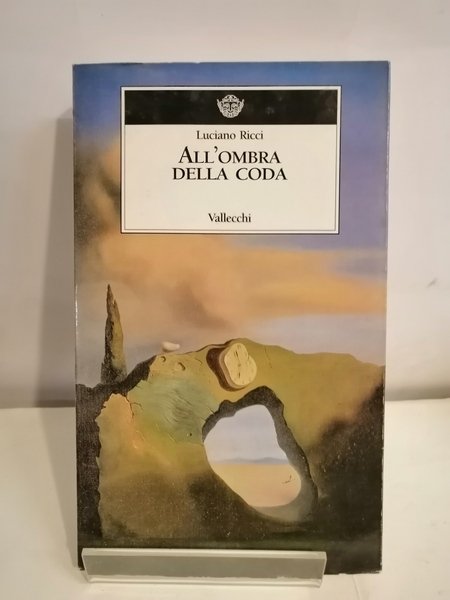 Luciano Ricci
ALL'OMBRA
DELLA CODA
Vallecchi